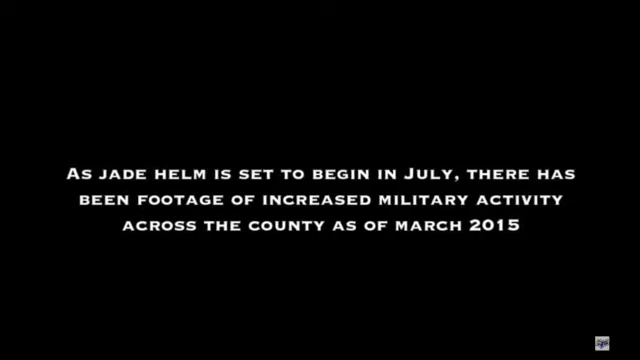 As jade helm is set to begin in July, there has
been footage of increased military activity
across the county as of march 2015